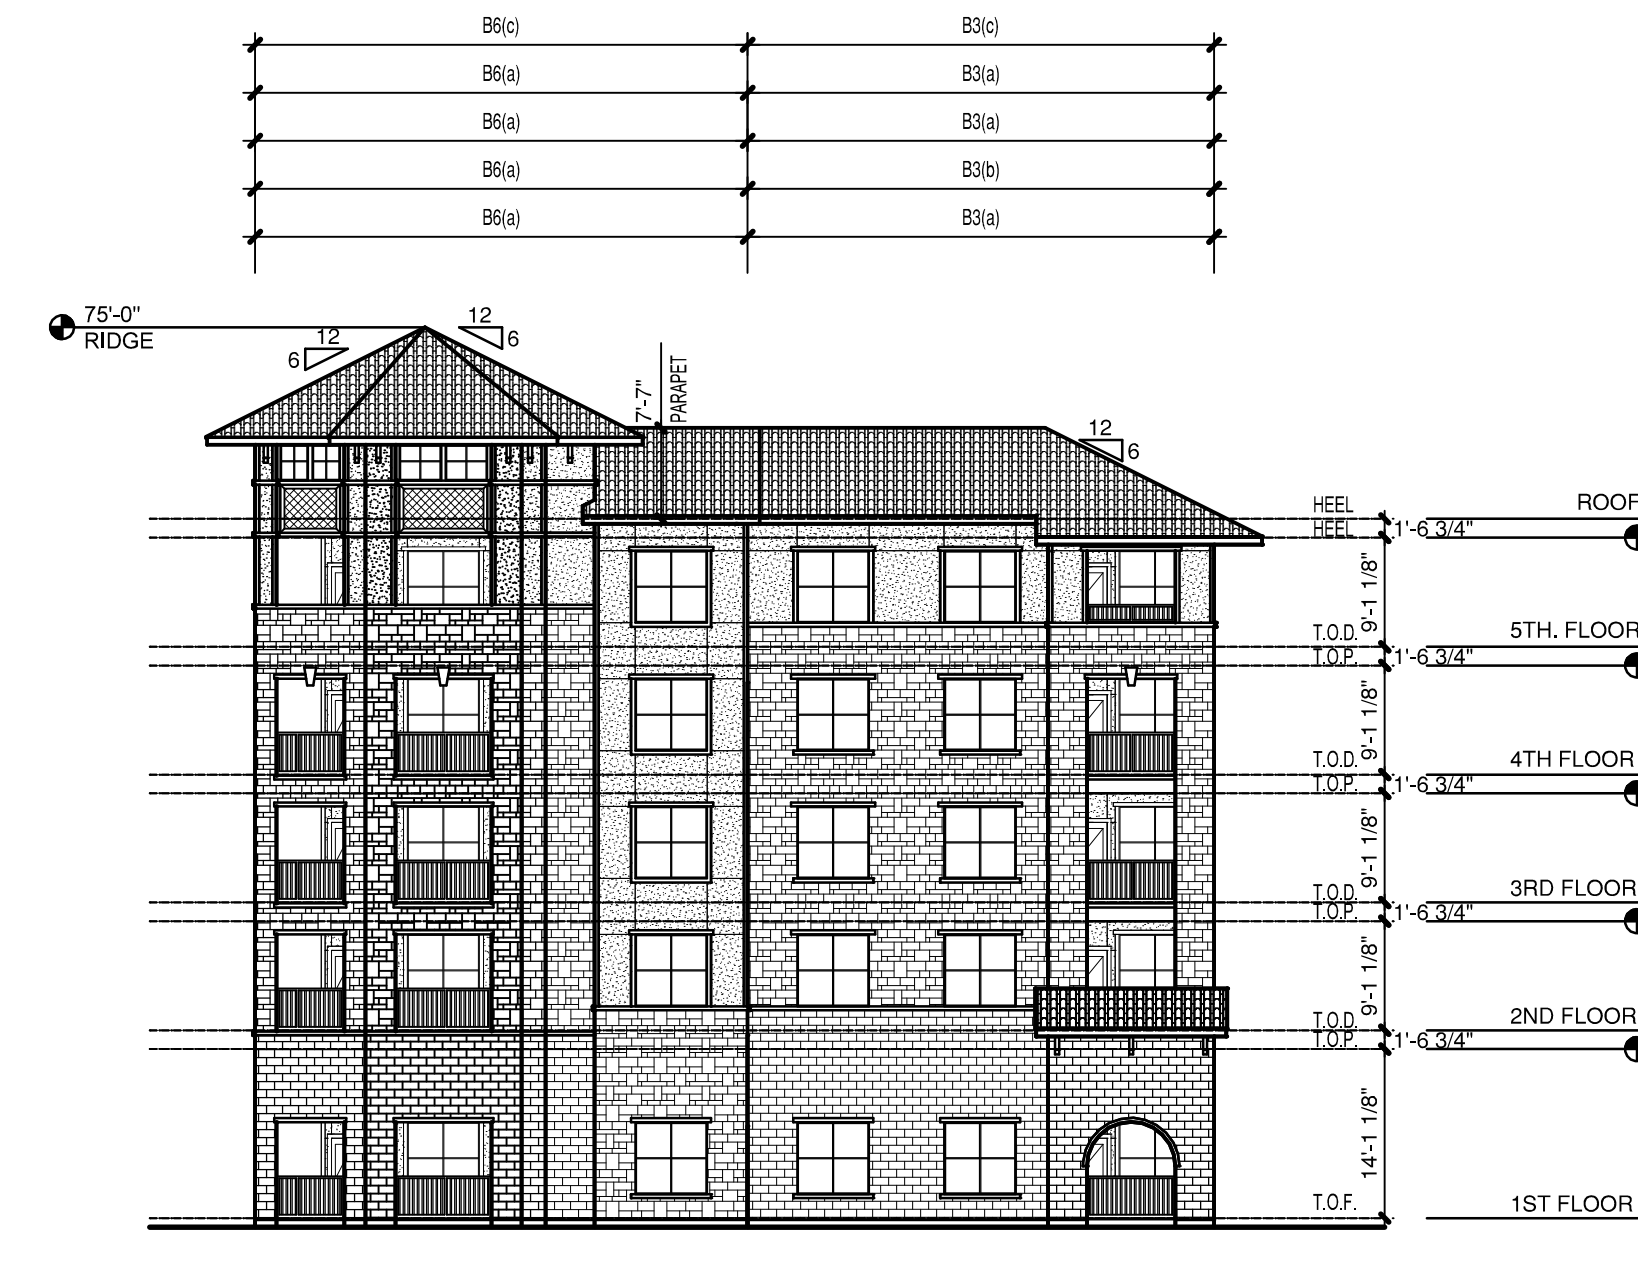 B6(c) B3(c)
B6(a) B3(a)
B6(a) B3(a)
B6(a) B3(b)
B6(a) B3(a)
75'-0"
RIDGE
12
6
12
6
7'-7"
PARAPET
12
6
HEEL
HEEL
1'-6 3/4"
ROOF
9'-1 1/8"
T.O.D.
T.O.P.
1'-6 3/4"
5TH. FLOOR
9'-1 1/8"
T.O.D.
T.O.P.
1'-6 3/4"
4TH FLOOR
9'-1 1/8"
T.O.D.
T.O.P.
1'-6 3/4"
3RD FLOOR
9'-1 1/8"
T.O.D.
T.O.P.
1'-6 3/4"
2ND FLOOR
14'-1 1/8"
T.O.F.
1ST FLOOR